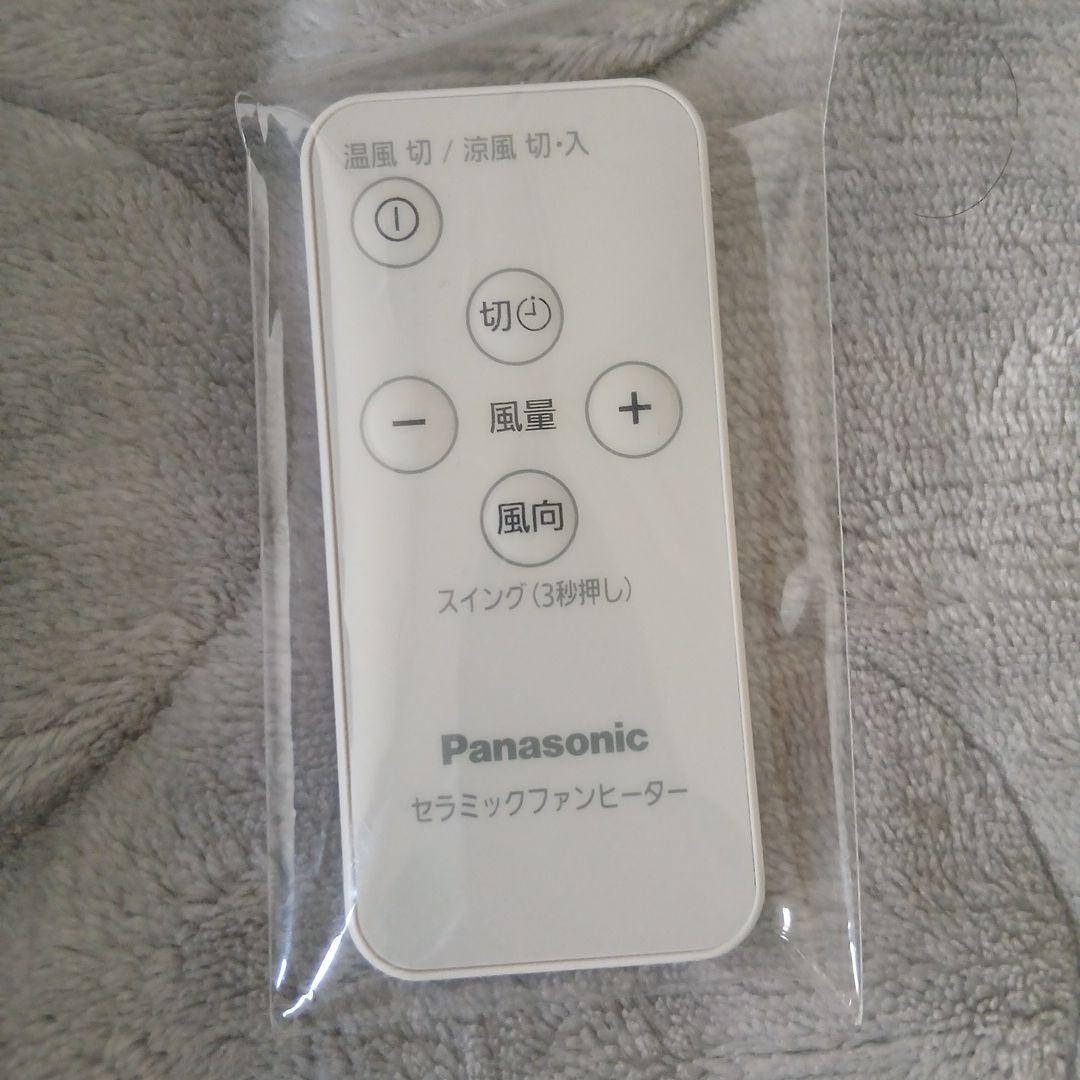 温風 切 / 涼風 切・入
切
− 風量 +
風向
スイング(3秒押し)
Panasonic
セラミックファンヒーター